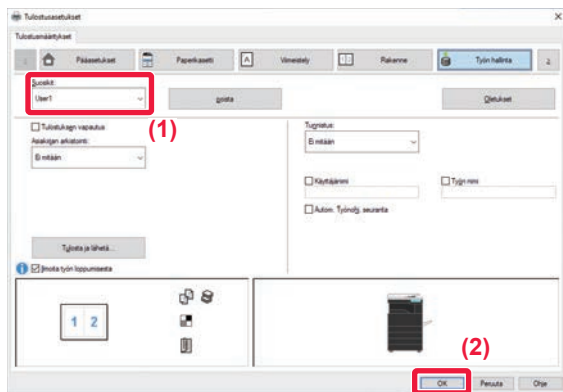 Tulostusasetukset
Tulostusmääritykset
Pääasetukset Paperikasetti Viimeistely Rakenne Työn hallinta
Suosikit:
User1 poista Oletukset
(1)
Tulostuksen vapautus
Asiakirjan arkistointi:
Ei mitään
Tunnistus:
Ei mitään
Käyttäjänimi Työn nimi
Autom. Työnohj. seuranta
Tulosta ja lähetä...
Ilmoita työn loppumisesta
1 2
(2)
OK Peruuta Ohje